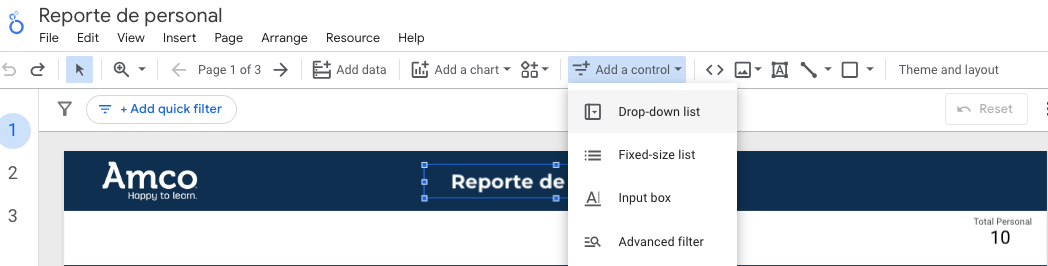 Reporte de personal
File Edit View Insert Page Arrange Resource Help
Page 1 of 3 Add data Add a chart Add a control Theme and layout
+ Add quick filter Reset
1
2
3
Drop-down list
Fixed-size list
Input box
Advanced filter
Amco
Happy to learn.
Reporte de
Total Personal
10